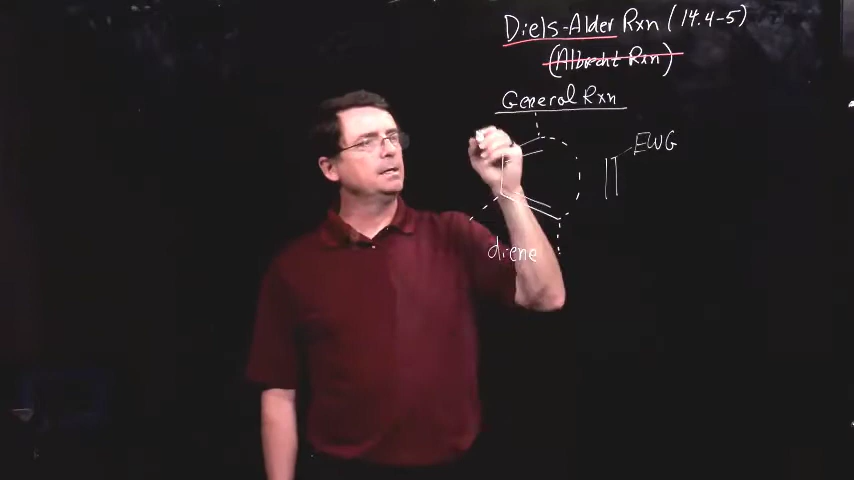 Diels-Alder Rxn (14.4-5)
(Albrecht Rxn)
General Rxn
EWG
diene